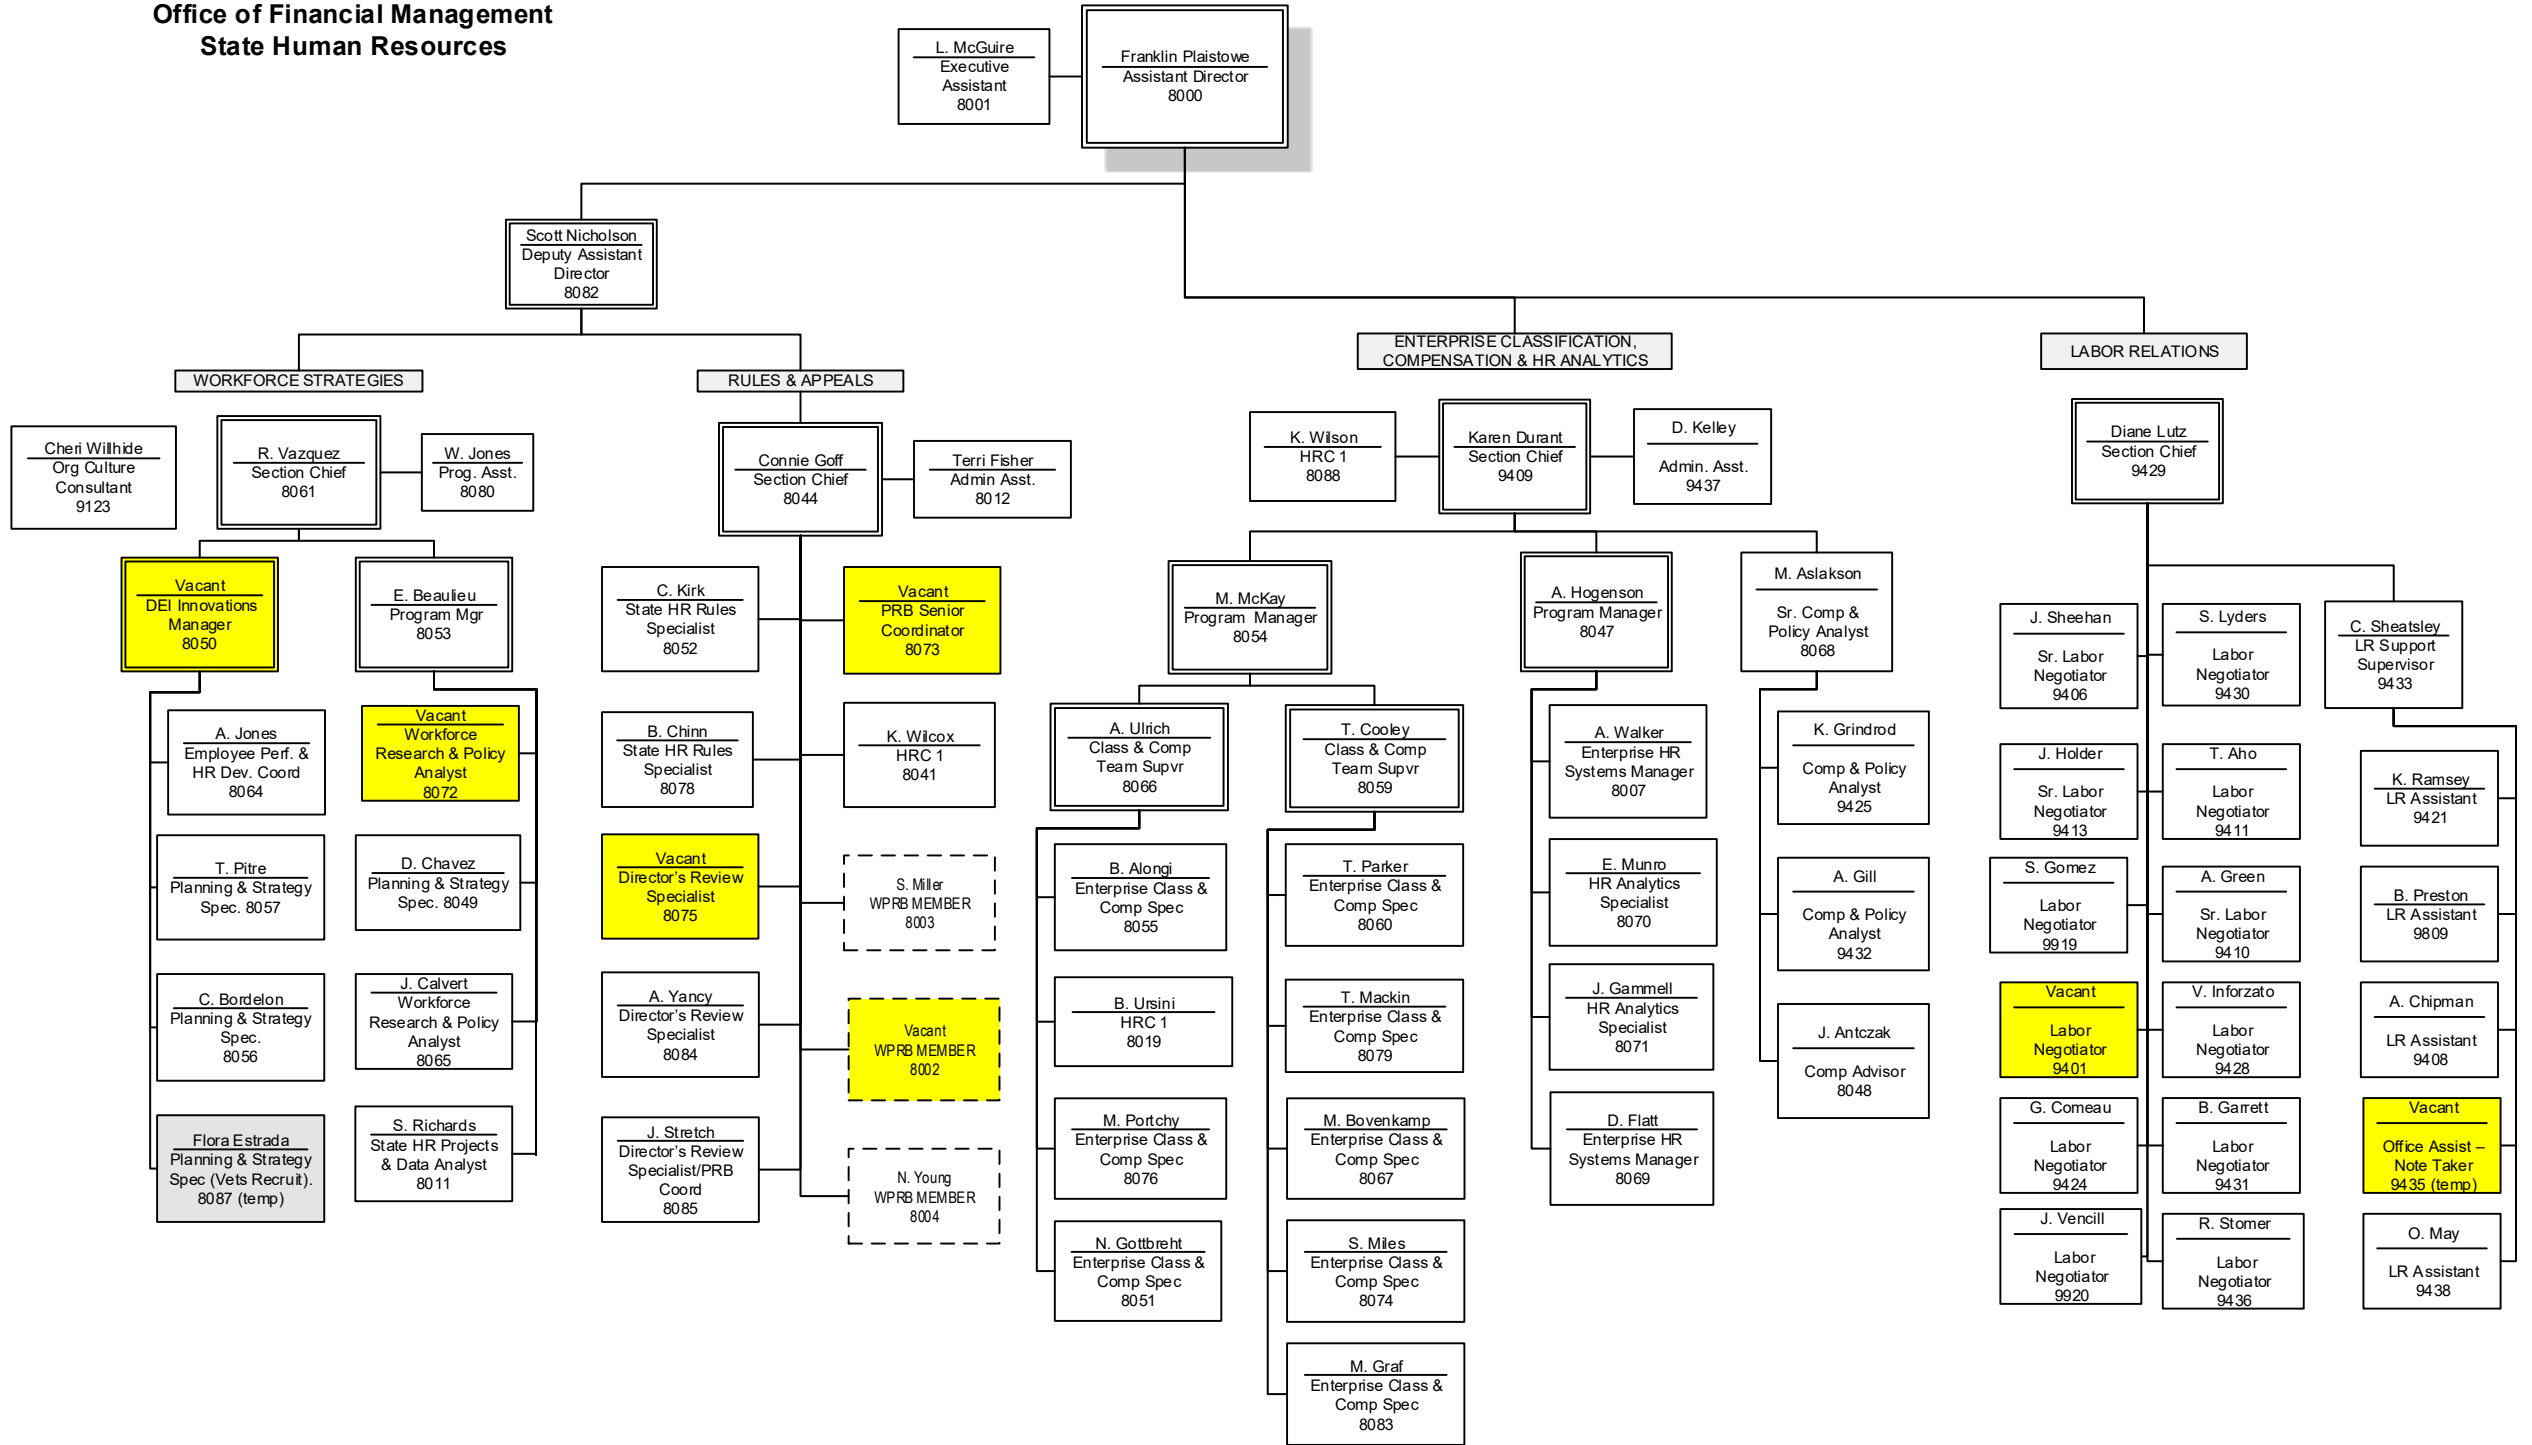 Office of Financial Management
State Human Resources
L. McGuire
Executive
Assistant
8001
Franklin Plaistowe
Assistant Director
8000
Scott Nicholson
Deputy Assistant
Director
8082
WORKFORCE STRATEGIES
RULES & APPEALS
ENTERPRISE CLASSIFICATION,
COMPENSATION & HR ANALYTICS
LABOR RELATIONS
Cheri Willhide
Org Culture
Consultant
9123
R. Vazquez
Section Chief
8061
W. Jones
Prog. Asst.
8080
Vacant
DEI Innovations
Manager
8050
E. Beaulieu
Program Mgr
8053
A. Jones
Employee Perf. &
HR Dev. Coord
8064
T. Pitre
Planning & Strategy
Spec. 8057
C. Bordelon
Planning & Strategy
Spec.
8056
Flora Estrada
Planning & Strategy
Spec (Vets Recruit).
8087 (temp)
Vacant
Workforce
Research & Policy
Analyst
8072
D. Chavez
Planning & Strategy
Spec. 8049
J. Calvert
Workforce
Research & Policy
Analyst
8065
S. Richards
State HR Projects
& Data Analyst
8011
Connie Goff
Section Chief
8044
Terri Fisher
Admin Asst.
8012
C. Kirk
State HR Rules
Specialist
8052
B. Chinn
State HR Rules
Specialist
8078
Vacant
Director's Review
Specialist
8075
A. Yancy
Director's Review
Specialist
8084
J. Stretch
Director's Review
Specialist/PRB
Coord
8085
Vacant
PRB Senior
Coordinator
8073
K. Wilcox
HRC 1
8041
S. Miller
WPRB MEMBER
8003
Vacant
WPRB MEMBER
8002
N. Young
WPRB MEMBER
8004
K. Wilson
HRC 1
8088
Karen Durant
Section Chief
9409
D. Kelley
Admin. Asst.
9437
M. McKay
Program Manager
8054
A. Hogenson
Program Manager
8047
M. Aslakson
Sr. Comp &
Policy Analyst
8068
A. Ulrich
Class & Comp
Team Supvr
8066
T. Cooley
Class & Comp
Team Supvr
8059
B. Alongi
Enterprise Class &
Comp Spec
8055
B. Ursini
HRC 1
8019
M. Portchy
Enterprise Class &
Comp Spec
8076
N. Gottbreht
Enterprise Class &
Comp Spec
8051
T. Parker
Enterprise Class &
Comp Spec
8060
T. Mackin
Enterprise Class &
Comp Spec
8079
M. Bovenkamp
Enterprise Class &
Comp Spec
8067
S. Miles
Enterprise Class &
Comp Spec
8074
M. Graf
Enterprise Class &
Comp Spec
8083
A. Walker
Enterprise HR
Systems Manager
8007
E. Munro
HR Analytics
Specialist
8070
J. Gammell
HR Analytics
Specialist
8071
D. Flatt
Enterprise HR
Systems Manager
8069
K. Grindrod
Comp & Policy
Analyst
9425
A. Gill
Comp & Policy
Analyst
9432
J. Antczak
Comp Advisor
8048
Diane Lutz
Section Chief
9429
J. Sheehan
Sr. Labor
Negotiator
9406
J. Holder
Sr. Labor
Negotiator
9413
S. Gomez
Labor
Negotiator
9919
Vacant
Labor
Negotiator
9401
G. Comeau
Labor
Negotiator
9424
J. Vencill
Labor
Negotiator
9920
S. Lyders
Labor
Negotiator
9430
T. Aho
Labor
Negotiator
9411
A. Green
Sr. Labor
Negotiator
9410
V. Inforzato
Labor
Negotiator
9428
B. Garrett
Labor
Negotiator
9431
R. Stomer
Labor
Negotiator
9436
C. Sheatsley
LR Support
Supervisor
9433
K. Ramsey
LR Assistant
9421
B. Preston
LR Assistant
9809
A. Chipman
LR Assistant
9408
Vacant
Office Assist –
Note Taker
9435 (temp)
O. May
LR Assistant
9438